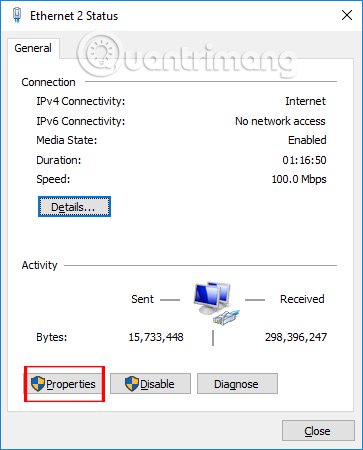 Ethernet 2 Status
General
Quantrimang
Connection
IPv4 Connectivity: Internet
IPv6 Connectivity: No network access
Media State: Enabled
Duration: 01:16:50
Speed: 100.0 Mbps
Details...
Activity
Sent — Received
Bytes: 15,733,448 | 298,396,247
Properties Disable Diagnose
Close